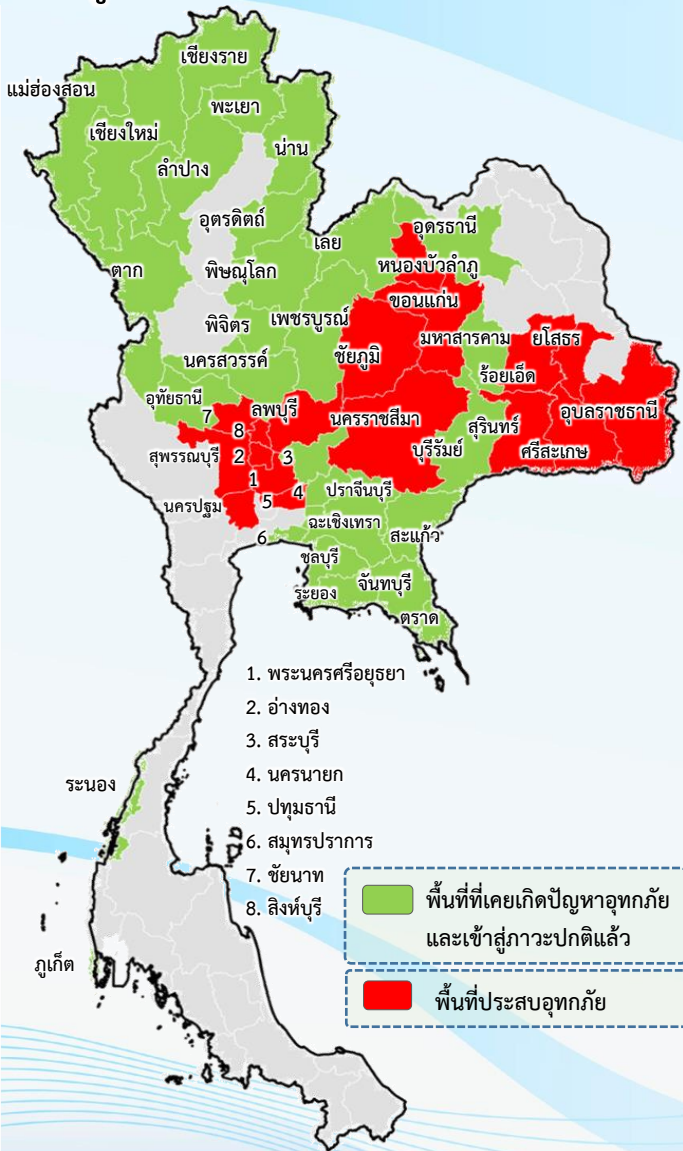 เชียงราย
แม่ฮ่องสอน
พะเยา
เชียงใหม่
น่าน
ลำปาง
อุตรดิตถ์
อุดรธานี
เลย
ตาก
พิษณุโลก
หนองบัวลำภู
ขอนแก่น
พิจิตร
เพชรบูรณ์
มหาสารคาม
ยโสธร
นครสวรรค์
ชัยภูมิ
ร้อยเอ็ด
อุทัยธานี
7
ลพบุรี
นครราชสีมา
อุบลราชธานี
8
สุรินทร์
สุพรรณบุรี
2
3
บุรีรัมย์
ศรีสะเกษ
1
4
ปราจีนบุรี
นครปฐม
5
ฉะเชิงเทรา
6
สะแก้ว
ชลบุรี
จันทบุรี
ระยอง
ตราด
1. พระนครศรีอยุธยา
2. อ่างทอง
3. สระบุรี
4. นครนายก
5. ปทุมธานี
6. สมุทรปราการ
7. ชัยนาท
8. สิงห์บุรี
ระนอง
ภูเก็ต
พื้นที่ที่เคยเกิดปัญหาอุทกภัย
และเข้าสู่ภาวะปกติแล้ว
พื้นที่ประสบอุทกภัย